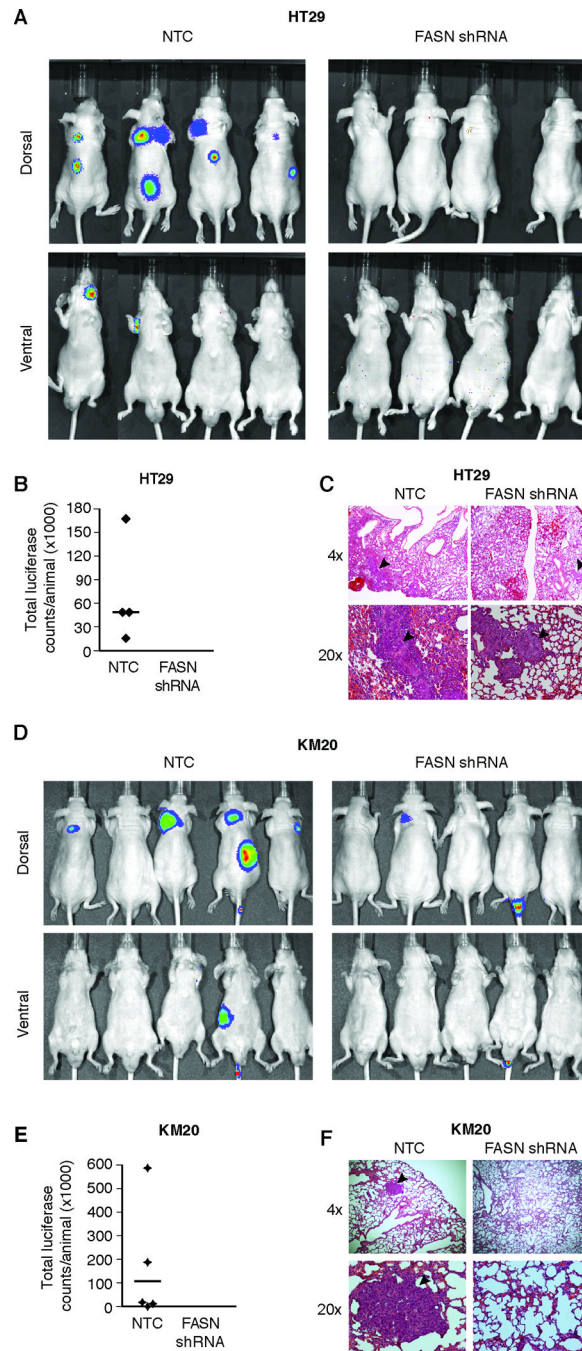 A
HT29
NTC
FASN shRNA
Dorsal
Ventral
B
HT29
Total luciferase
counts/animal (x1000)
180
150
120
90
60
30
0
NTC
FASN
shRNA
C
HT29
NTC
FASN shRNA
4x
20x
D
KM20
NTC
FASN shRNA
Dorsal
Ventral
E
KM20
Total luciferase
counts/animal (x1000)
600
500
400
300
200
100
0
NTC
FASN
shRNA
F
KM20
NTC
FASN shRNA
4x
20x